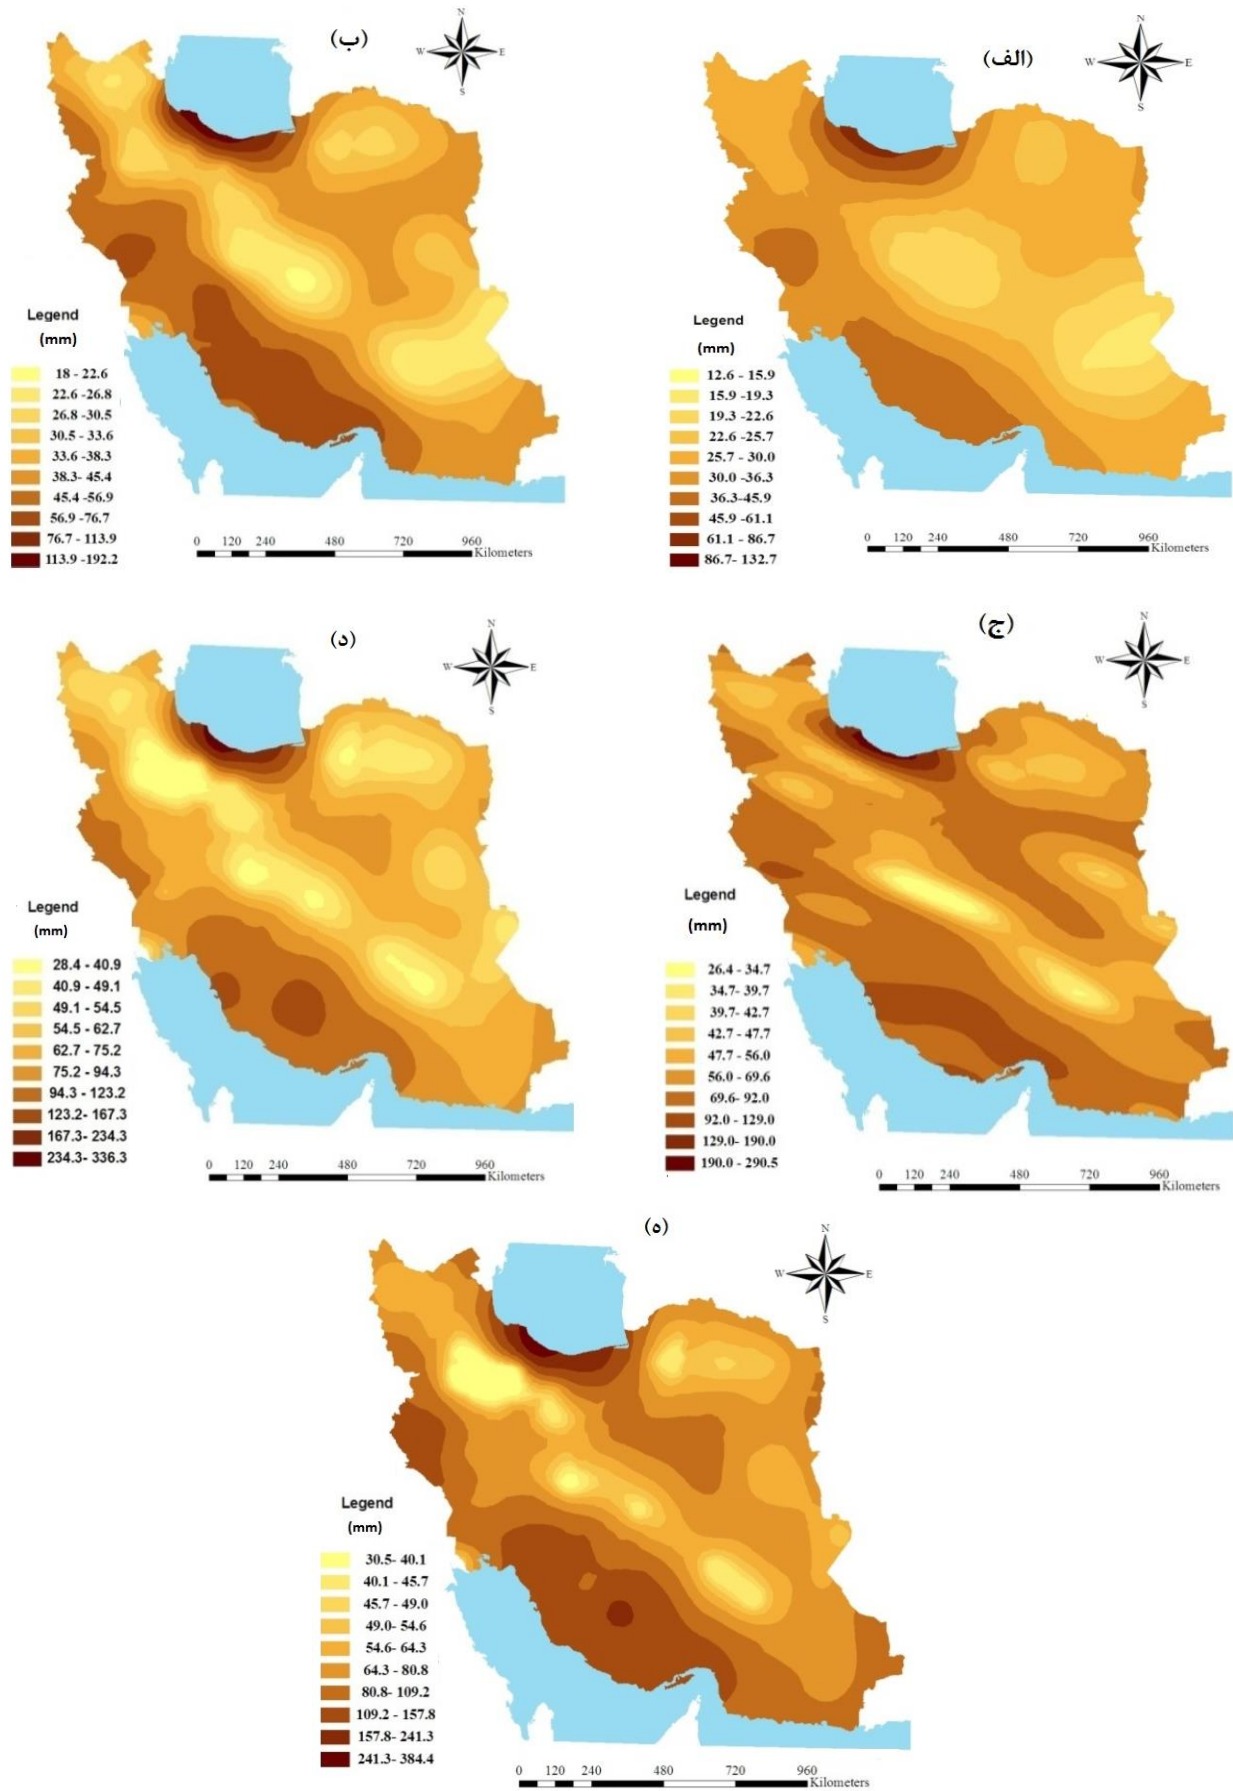 (الف)
N
W E
S
Legend
(mm)
12.6 - 15.9
15.9 -19.3
19.3 - 22.6
22.6 - 25.7
25.7 - 30.0
30.0 -36.3
36.3-45.9
45.9 -61.1
61.1 - 86.7
86.7- 132.7
0 120 240 480 720 960
Kilometers
(ب)
N
W E
S
Legend
(mm)
18 - 22.6
22.6 -26.8
26.8 - 30.5
30.5 - 33.6
33.6 -38.3
38.3- 45.4
45.4 -56.9
56.9 -76.7
76.7 - 113.9
113.9 -192.2
0 120 240 480 720 960
Kilometers
(ج)
N
W E
S
Legend
(mm)
26.4 - 34.7
34.7- 39.7
39.7- 42.7
42.7 - 47.7
47.7 - 56.0
56.0 - 69.6
69.6- 92.0
92.0 - 129.0
129.0- 190.0
190.0 - 290.5
0 120 240 480 720 960
Kilometers
(د)
N
W E
S
Legend
(mm)
28.4 - 40.9
40.9 - 49.1
49.1 - 54.5
54.5 - 62.7
62.7 - 75.2
75.2 - 94.3
94.3 - 123.2
123.2- 167.3
167.3- 234.3
234.3- 336.3
0 120 240 480 720 960
Kilometers
(ه)
N
W E
S
Legend
(mm)
30.5- 40.1
40.1 - 45.7
45.7 - 49.0
49.0 - 54.6
54.6- 64.3
64.3 - 80.8
80.8- 109.2
109.2 - 157.8
157.8- 241.3
241.3- 384.4
0 120 240 480 720 960
Kilometers